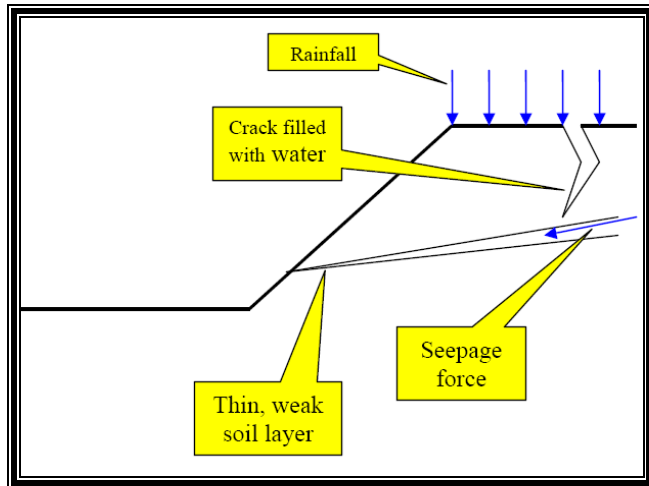 Rainfall
Crack filled
with water
Seepage
force
Thin, weak
soil layer